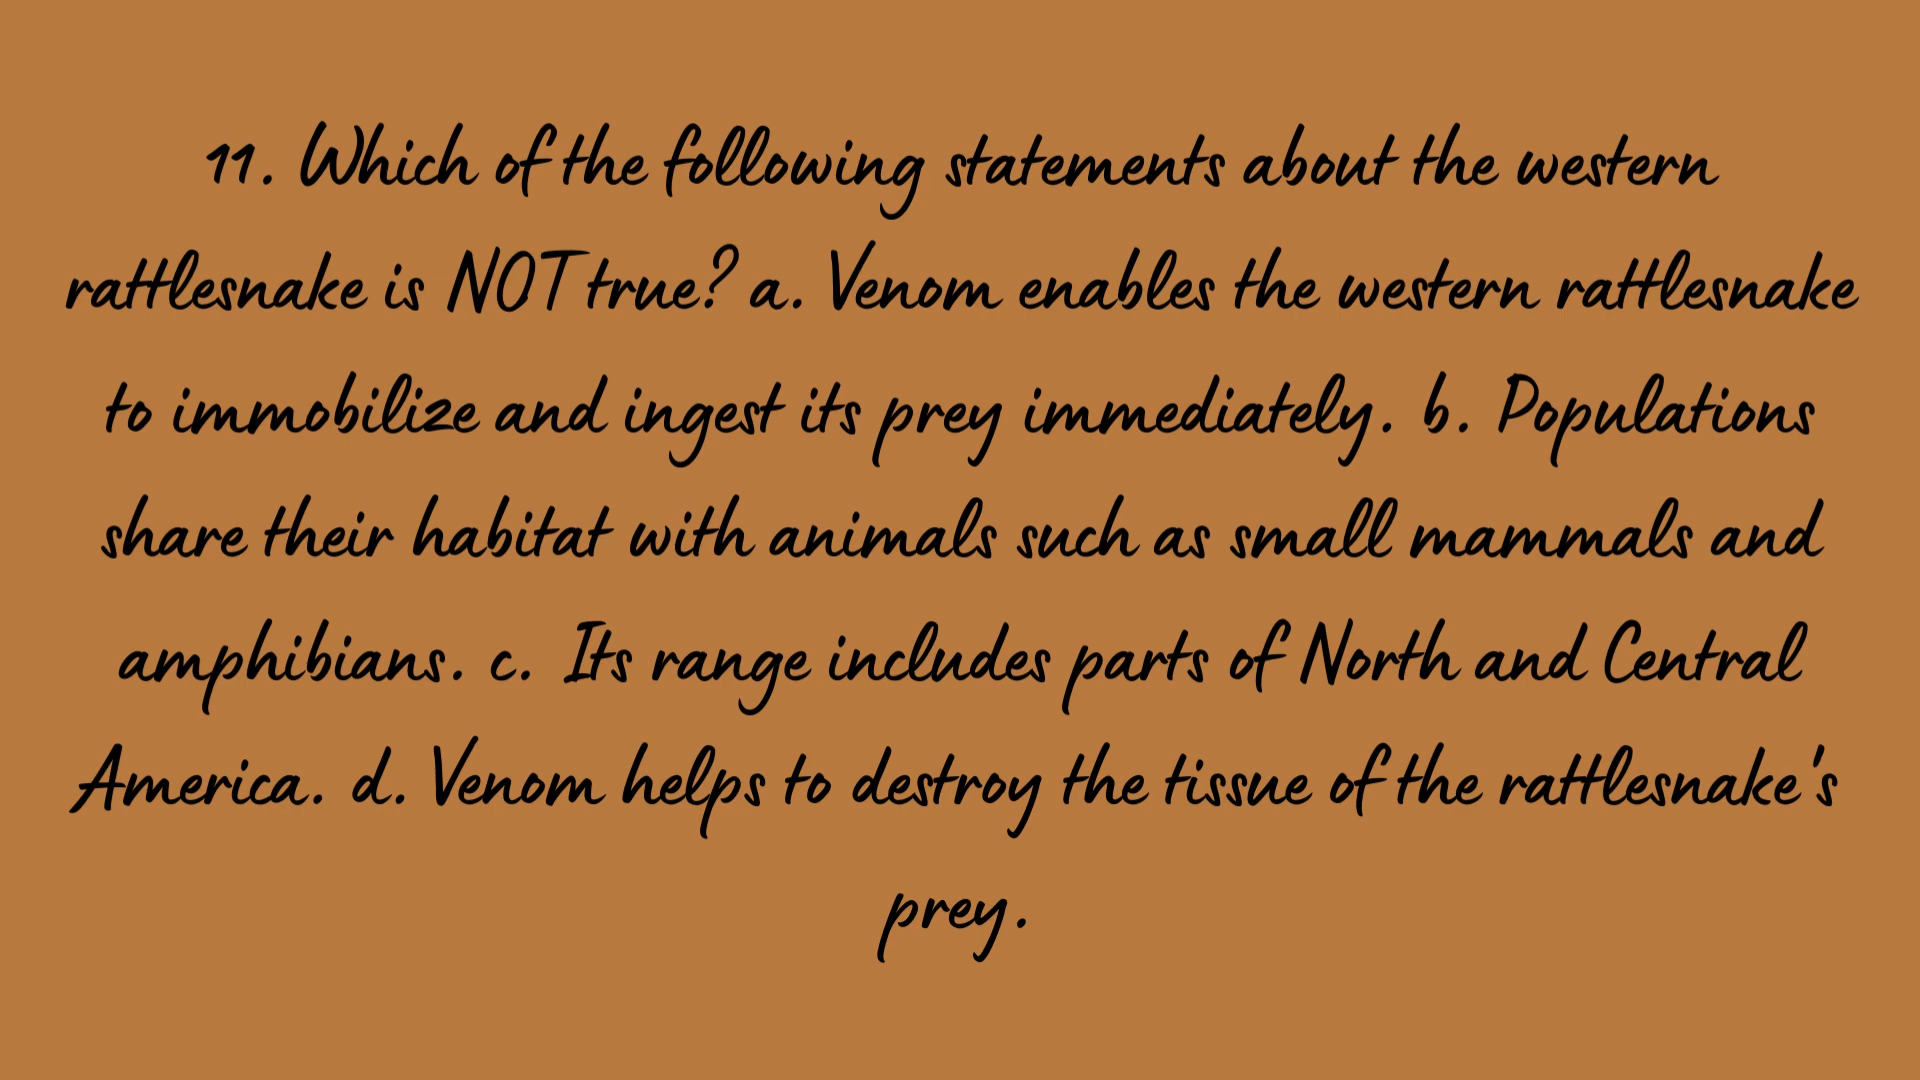 11. Which of the following statements about the western
rattlesnake is NOT true? a. Venom enables the western rattlesnake
to immobilize and ingest its prey immediately. b. Populations
share their habitat with animals such as small mammals and
amphibians. c. Its range includes parts of North and Central
America. d. Venom helps to destroy the tissue of the rattlesnake's
prey.